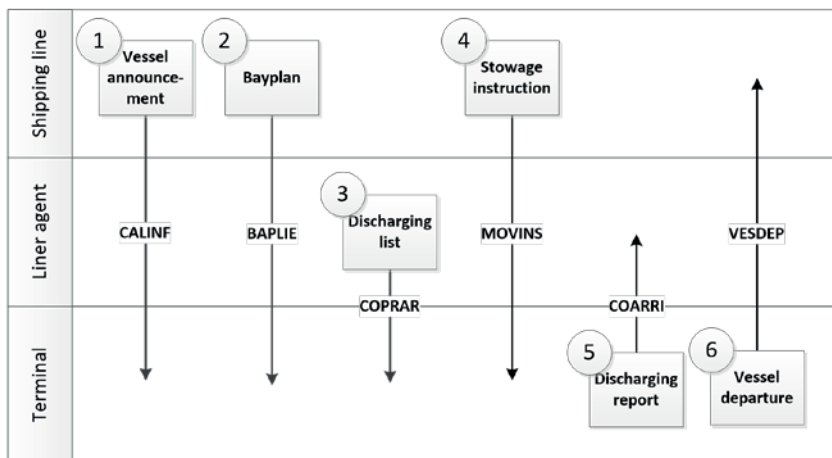 Shipping line
1
Vessel
announce-
ment
2
Bayplan
4
Stowage
instruction
Liner agent
CALINF
BAPLIE
3
Discharging
list
MOVINS
VESDEP
COPRAR
COARRI
Terminal
5
Discharging
report
6
Vessel
departure